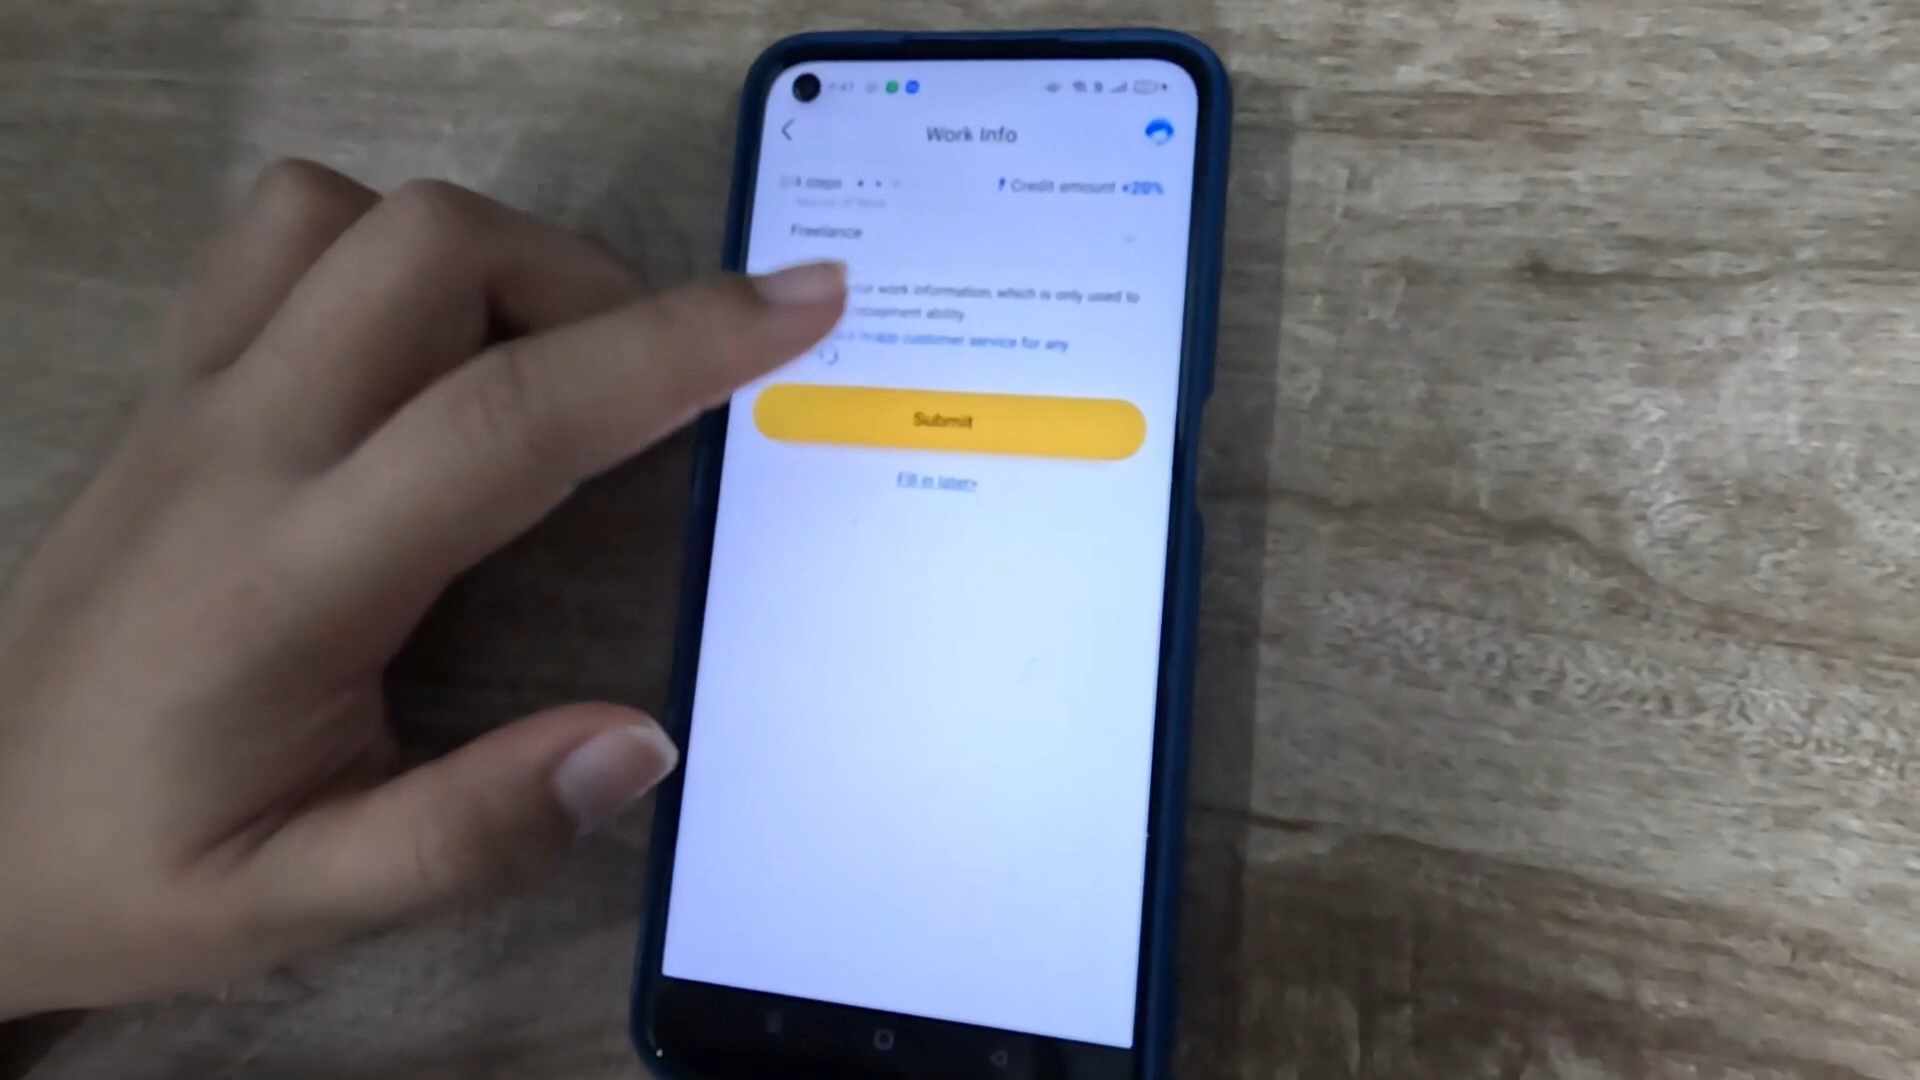 Work Info
4 steps
Credit amount +20%
Freelance
work information, which is only used to
repayment ability
customer service for any
Submit
Fill in later>